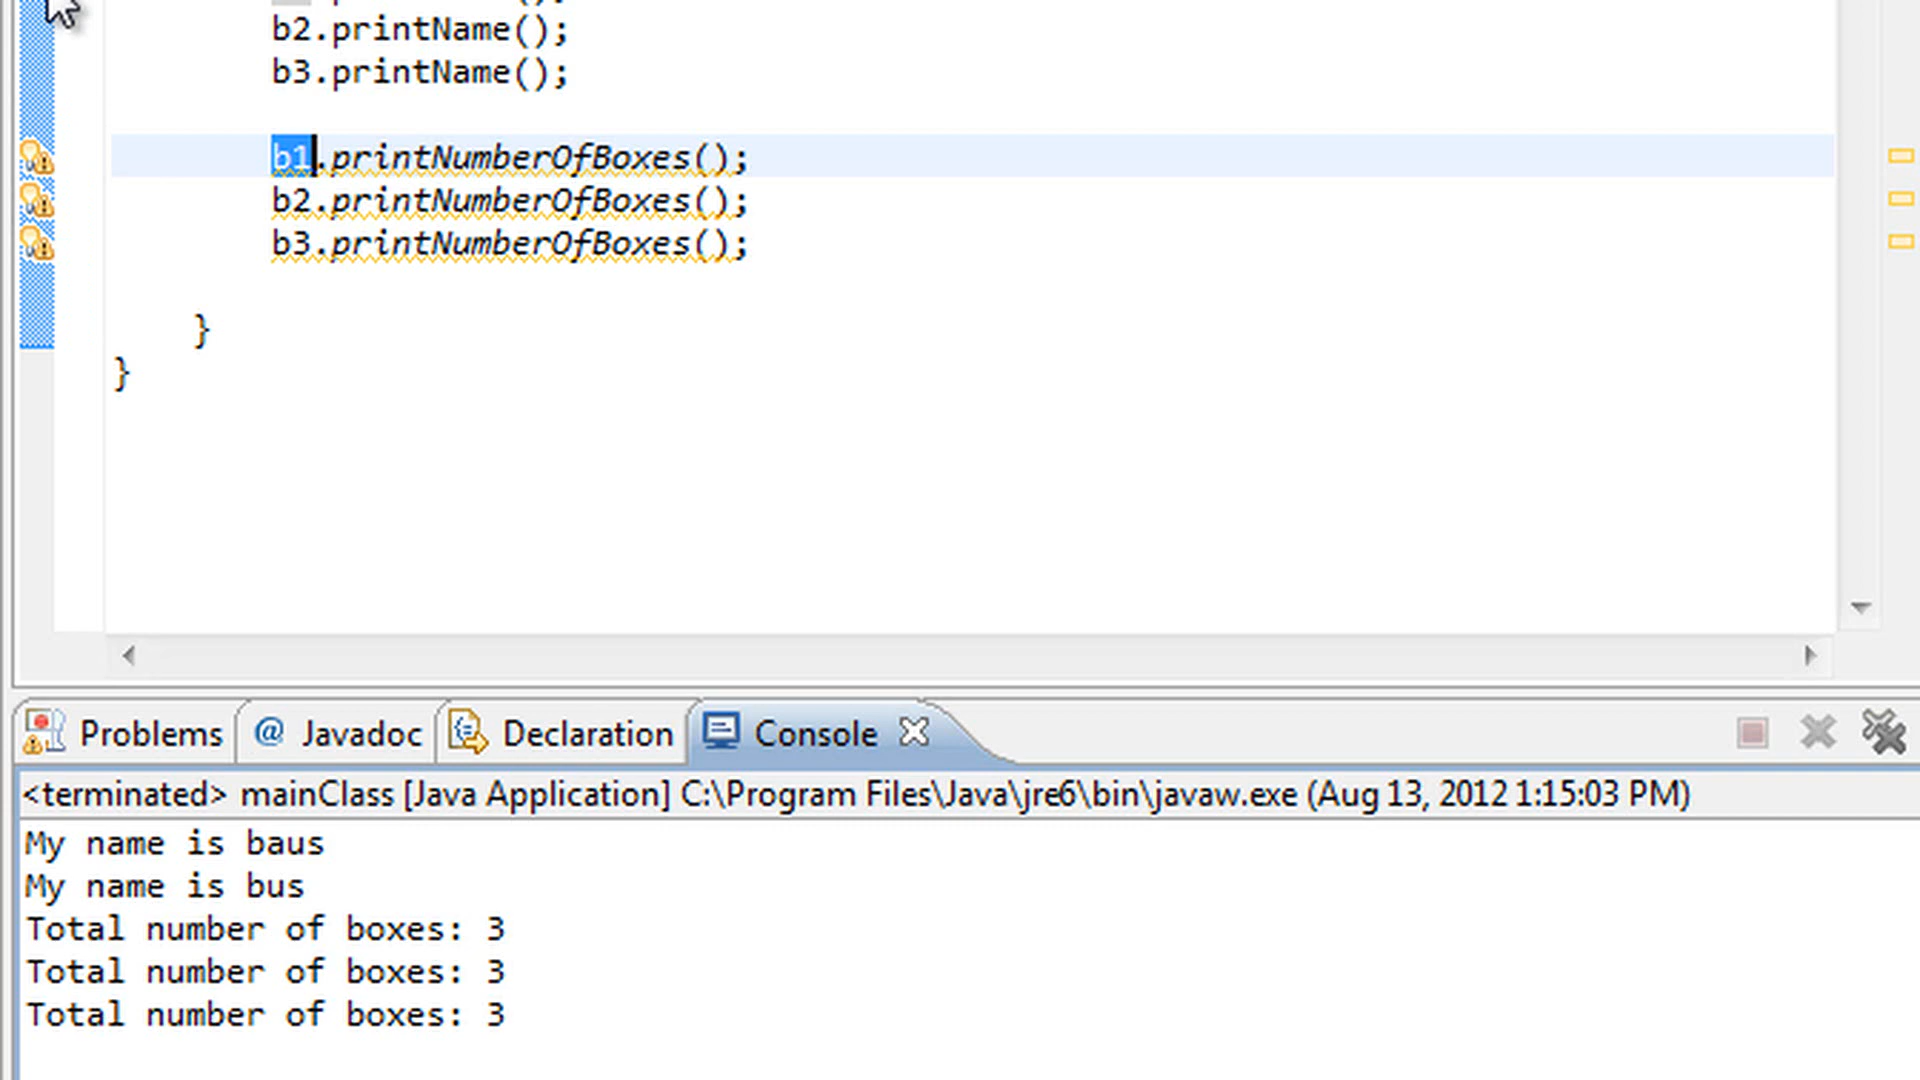 b2.printName();
b3.printName();
b1.printNumberOfBoxes();
b2.printNumberOfBoxes();
b3.printNumberOfBoxes();
}
}
Problems @ Javadoc Declaration Console
<terminated> mainClass [Java Application] C:\Program Files\Java\jre6\bin\javaw.exe (Aug 13, 2012 1:15:03 PM)
My name is baus
My name is bus
Total number of boxes: 3
Total number of boxes: 3
Total number of boxes: 3